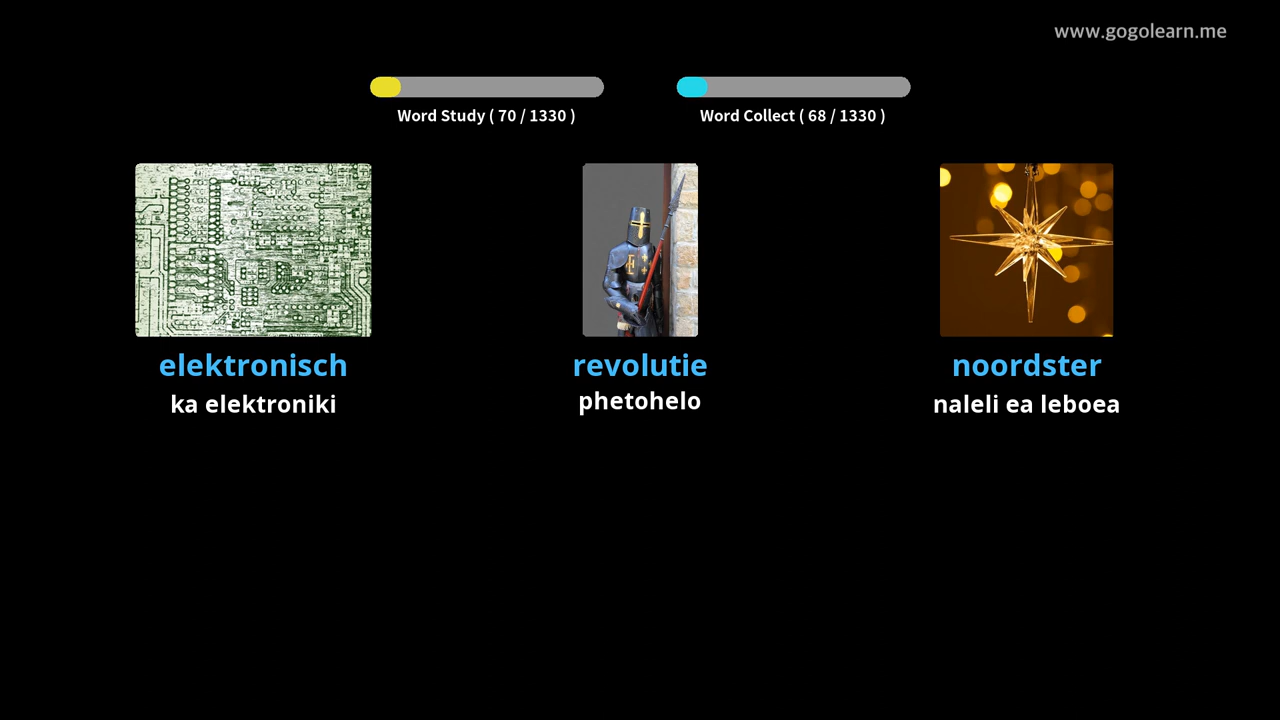 www.gogolearn.me
Word Study ( 70 / 1330 )
Word Collect ( 68 / 1330 )
elektronisch
ka elektroniki
revolutie
phetohelo
noordster
naleli ea leboea